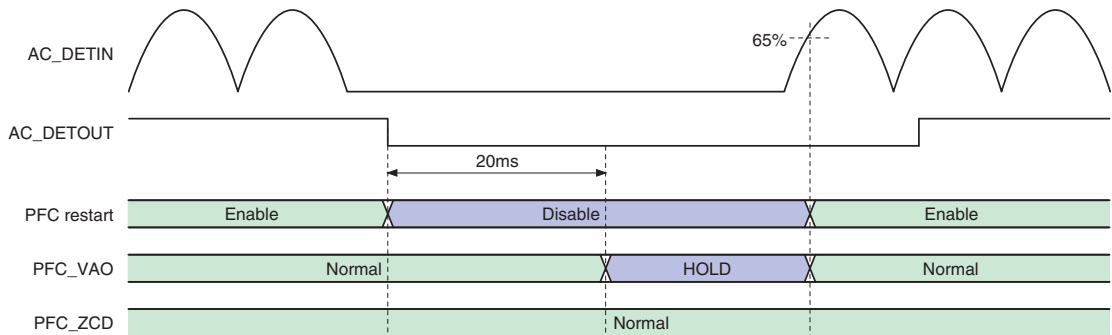 AC_DETIN
65%
AC_DETOUT
20ms
PFC restart
Enable
Disable
Enable
PFC_VAO
Normal
HOLD
Normal
PFC_ZCD
Normal